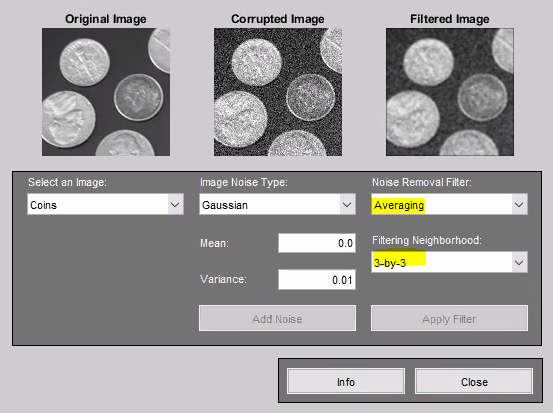 Original Image
Corrupted Image
Filtered Image
Select an Image:
Image Noise Type:
Noise Removal Filter:
Coins
Gaussian
Averaging
Mean:
0.0
Filtering Neighborhood:
3-by-3
Variance:
0.01
Add Noise
Apply Filter
Info
Close